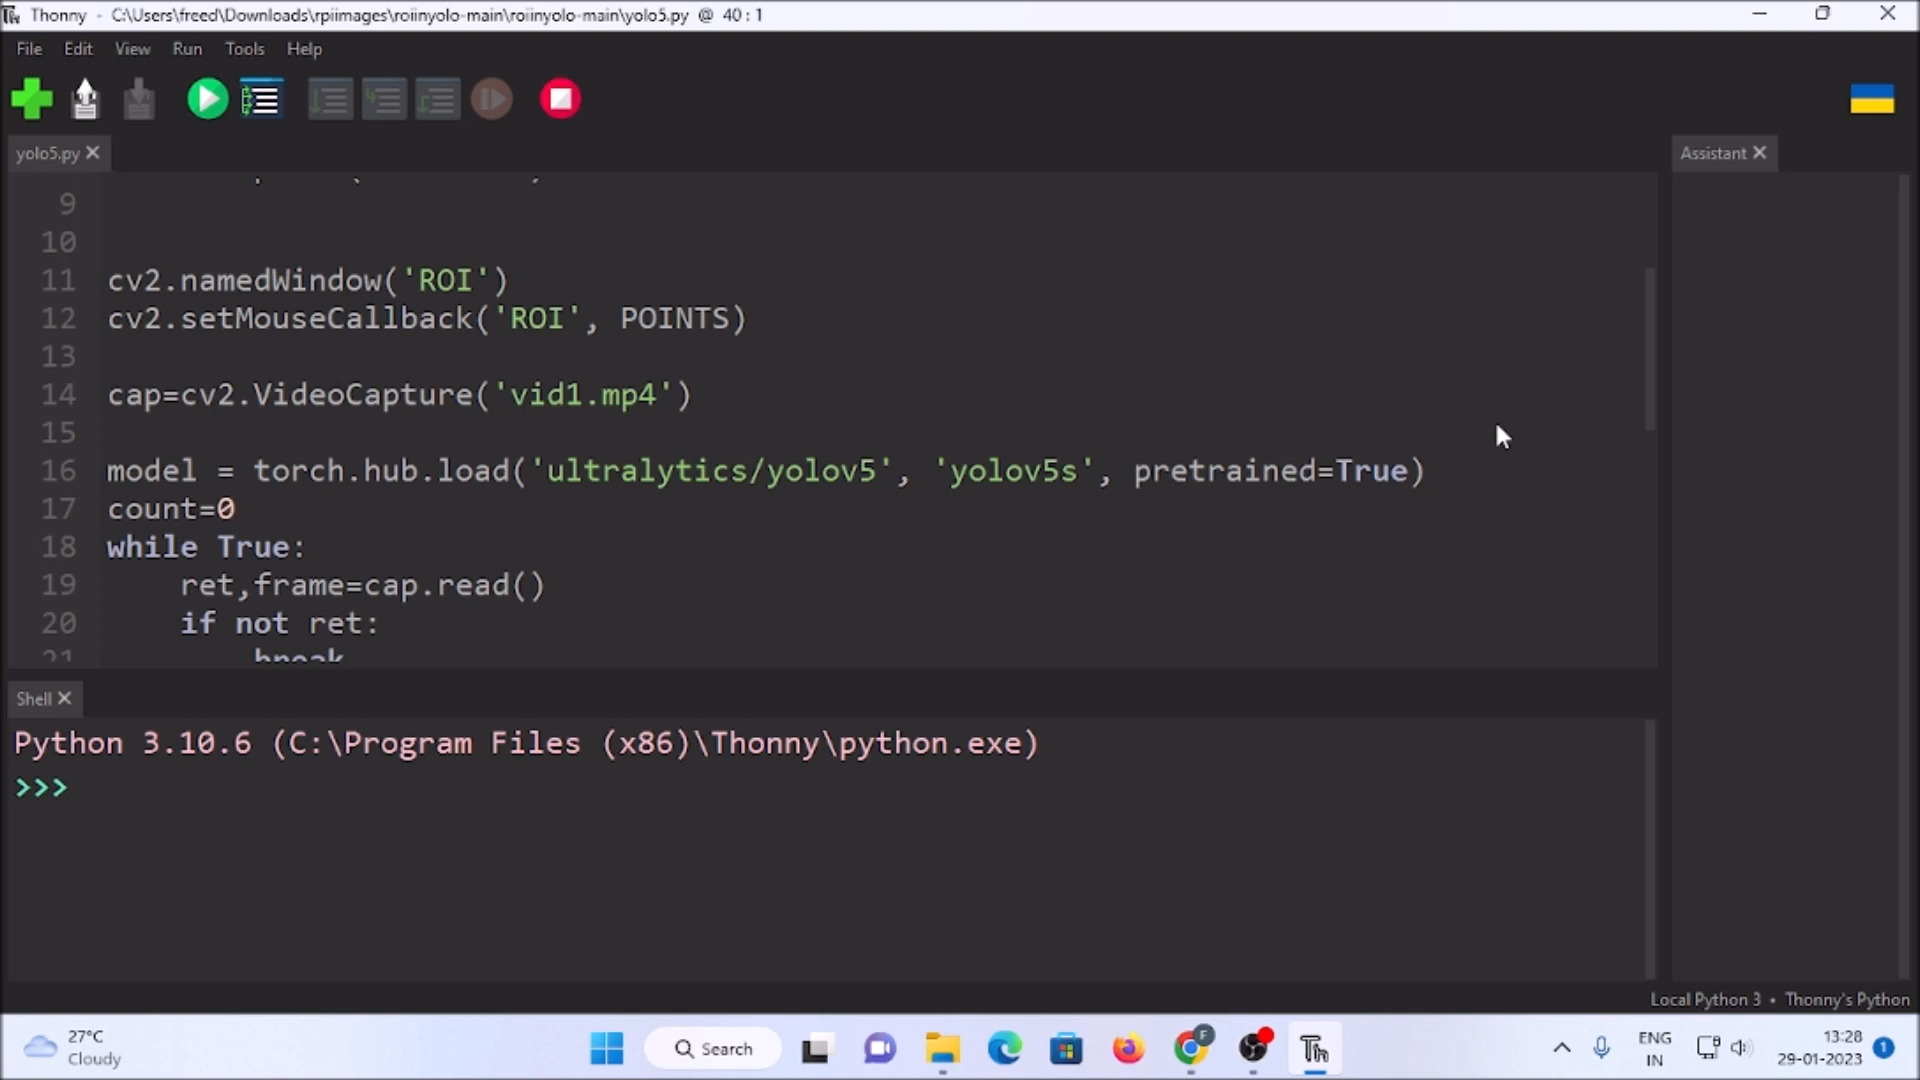 Thonny - C:\Users\freed\Downloads\rpiimages\roiinyolo-main\roiinyolo-main\yolo5.py @ 40 : 1
File Edit View Run Tools Help
yolo5.py
Assistant
9
10
11 cv2.namedWindow('ROI')
12 cv2.setMouseCallback('ROI', POINTS)
13
14 cap=cv2.VideoCapture('vid1.mp4')
15
16 model = torch.hub.load('ultralytics/yolov5', 'yolov5s', pretrained=True)
17 count=0
18 while True:
19 ret,frame=cap.read()
20 if not ret:
21 break
Shell
Python 3.10.6 (C:\Program Files (x86)\Thonny\python.exe)
>>>
Local Python 3 • Thonny's Python
27°C
Cloudy
Search
F
Th
ENG
IN
13:28
29-01-2023
1